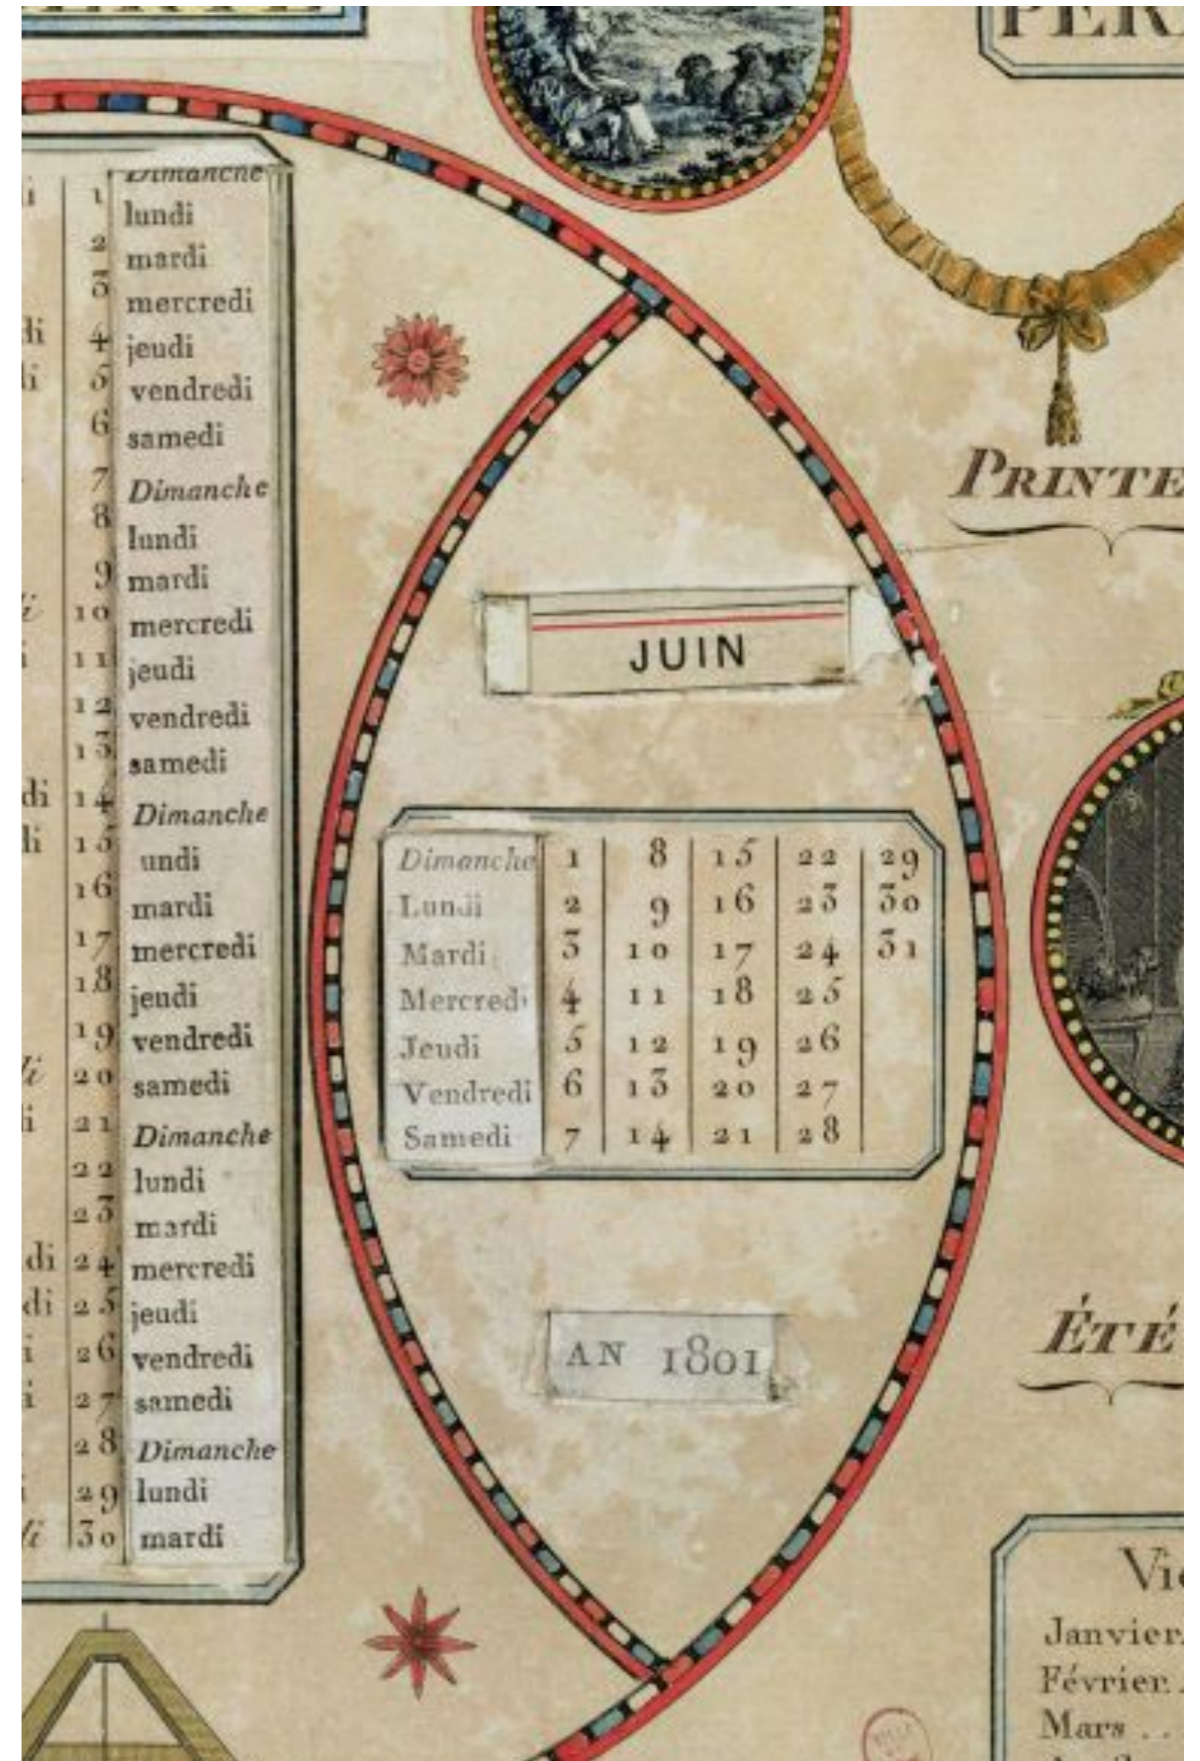 PER
Dimanche
1 lundi
2 mardi
3 mercredi
di 4 jeudi
5 vendredi
6 samedi
7 Dimanche
8 lundi
9 mardi
10 mercredi
11 jeudi
12 vendredi
13 samedi
di 14 Dimanche
15 undi
16 mardi
17 mercredi
18 jeudi
19 vendredi
20 samedi
21 Dimanche
22 lundi
23 mardi
di 24 mercredi
di 25 jeudi
26 vendredi
27 samedi
28 Dimanche
29 lundi
30 mardi
JUIN
Dimanche 1 8 15 22 29
Lundi 2 9 16 23 30
Mardi 3 10 17 24 31
Mercredi 4 11 18 25
Jeudi 5 12 19 26
Vendredi 6 13 20 27
Samedi 7 14 21 28
AN 1801
PRINTE
ÉTÉ
Vie
Janvier.
Février.
Mars . .